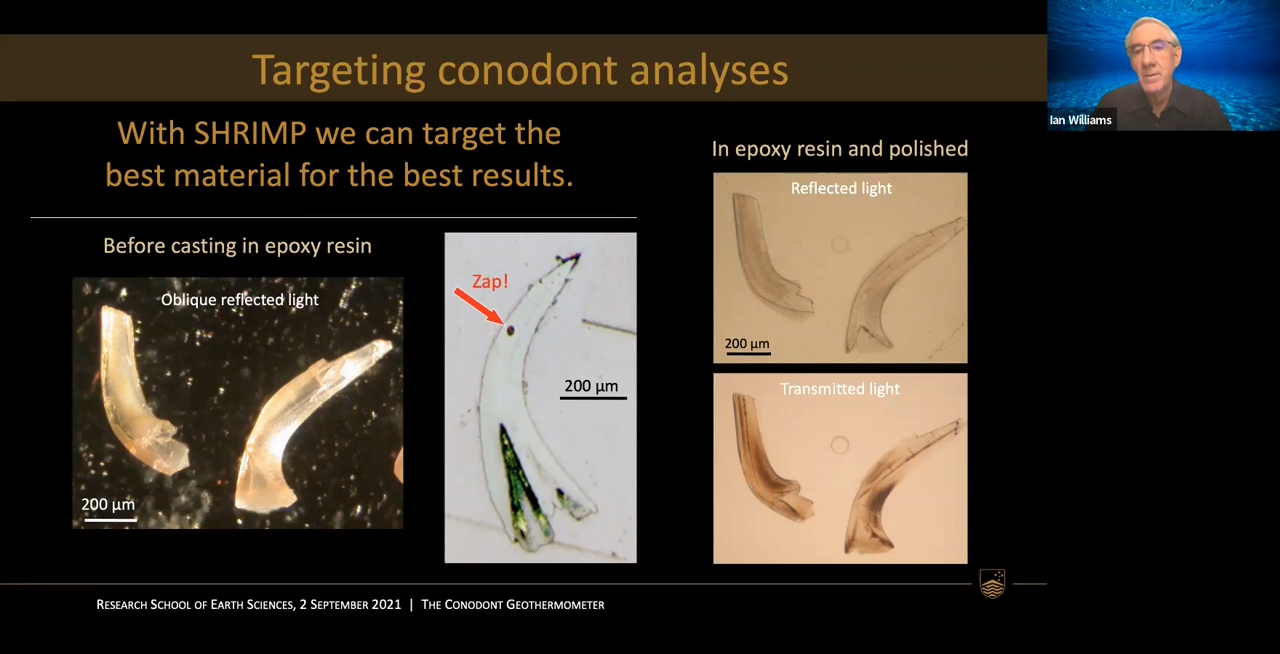 Targeting conodont analyses
Ian Williams
With SHRIMP we can target the
best material for the best results.
Before casting in epoxy resin
Oblique reflected light
200 µm
Zap!
200 µm
In epoxy resin and polished
Reflected light
200 µm
Transmitted light
RESEARCH SCHOOL OF EARTH SCIENCES, 2 SEPTEMBER 2021 | THE CONODONT GEOTHERMOMETER